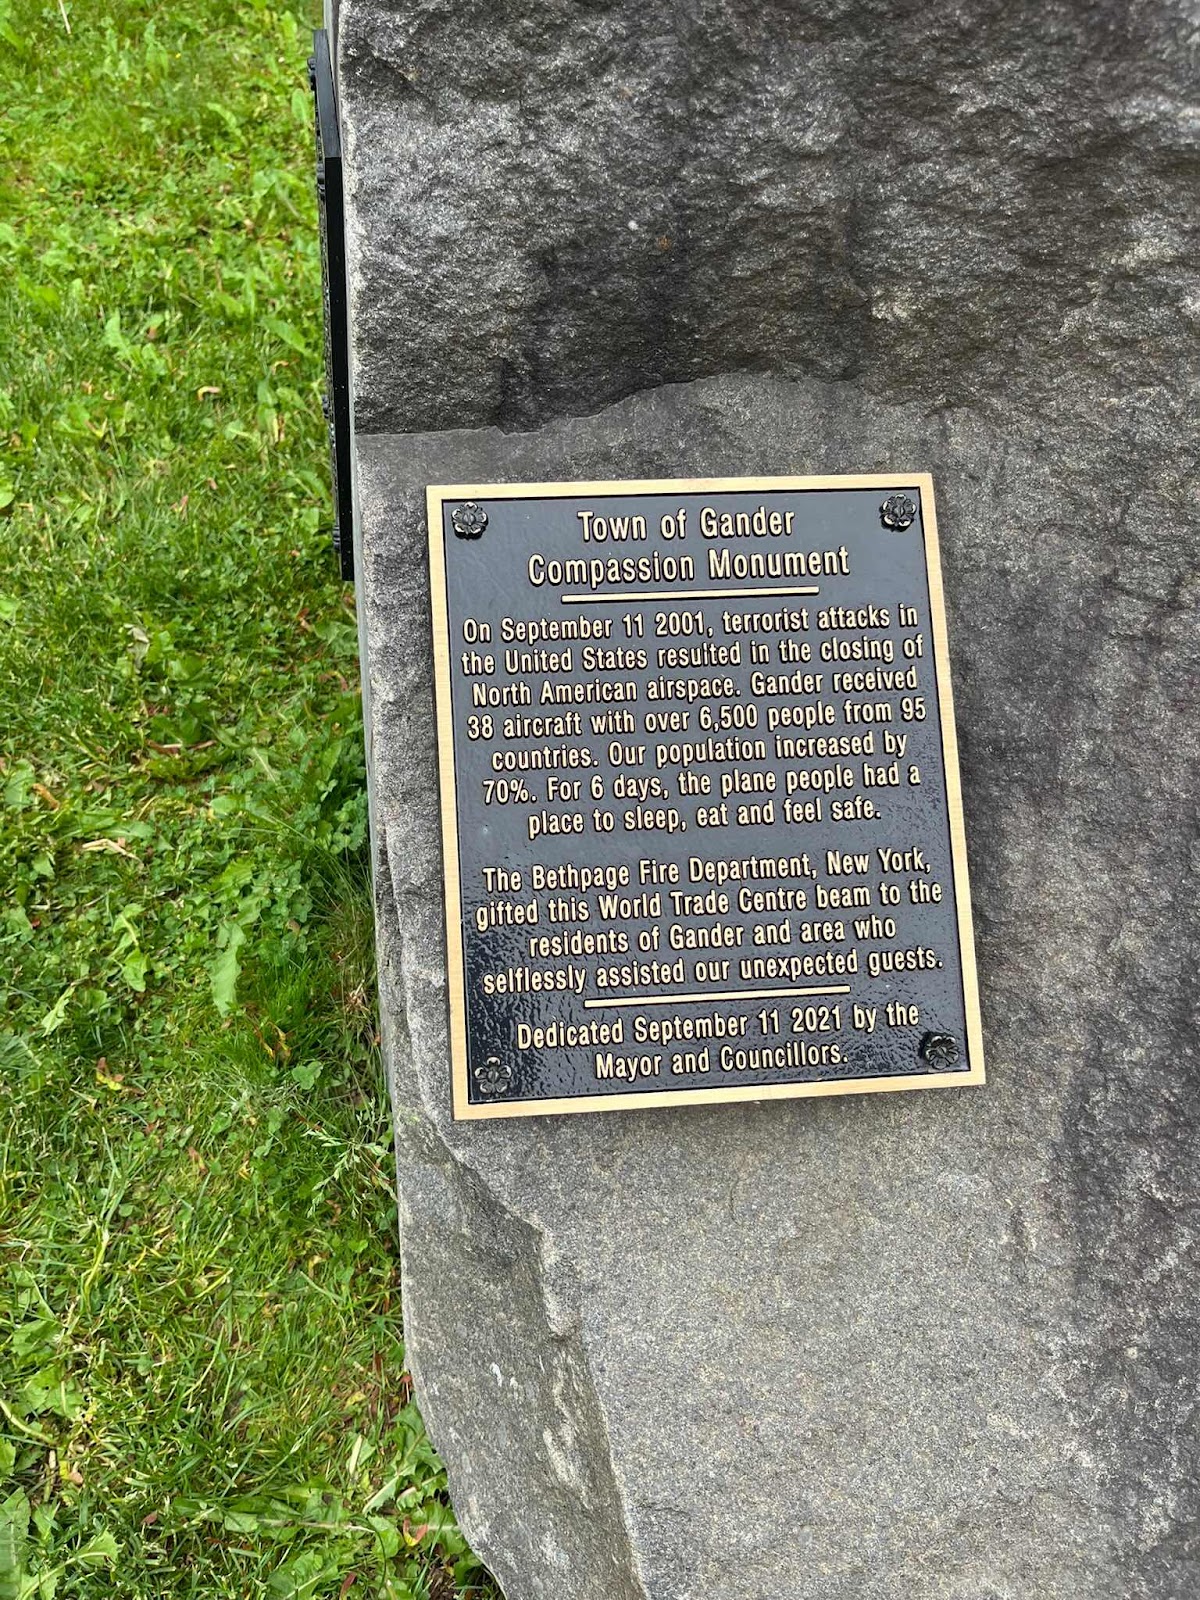 Town of Gander
Compassion Monument
On September 11 2001, terrorist attacks in
the United States resulted in the closing of
North American airspace. Gander received
38 aircraft with over 6,500 people from 95
countries. Our population increased by
70%. For 6 days, the plane people had a
place to sleep, eat and feel safe.
The Bethpage Fire Department, New York,
gifted this World Trade Centre beam to the
residents of Gander and area who
selflessly assisted our unexpected guests.
Dedicated September 11 2021 by the
Mayor and Councillors.